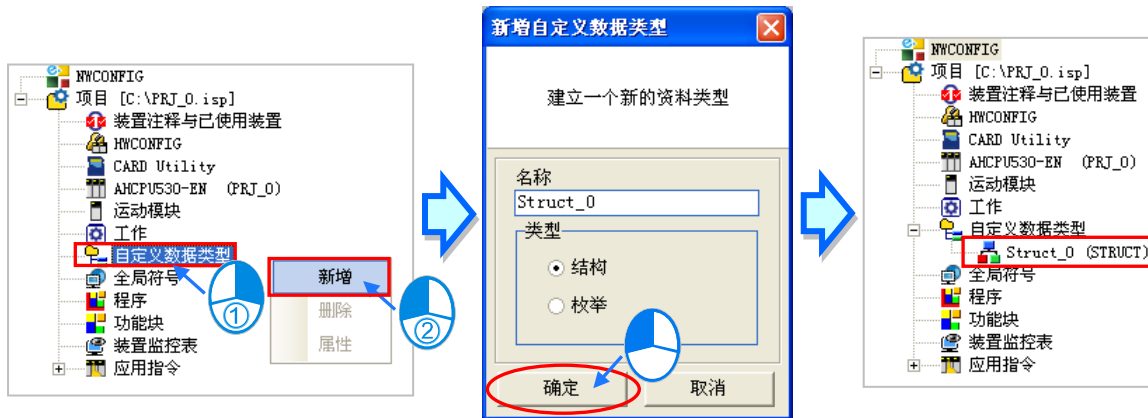 NWCONFIG
项目 [C:\PRJ_0.isp]
装置注释与已使用装置
HWCONFIG
CARD Utility
AHCPU530-EN (PRJ_0)
运动模块
工作
自定义数据类型
全局符号
程序
功能块
装置监控表
应用指令
①
新增
删除
属性
②
新增自定义数据类型
建立一个新的资料类型
名称
Struct_0
类型
结构
枚举
确定
取消
NWCONFIG
项目 [C:\PRJ_0.isp]
装置注释与已使用装置
HWCONFIG
CARD Utility
AHCPU530-EN (PRJ_0)
运动模块
工作
自定义数据类型
Struct_0 (STRUCT)
全局符号
程序
功能块
装置监控表
应用指令